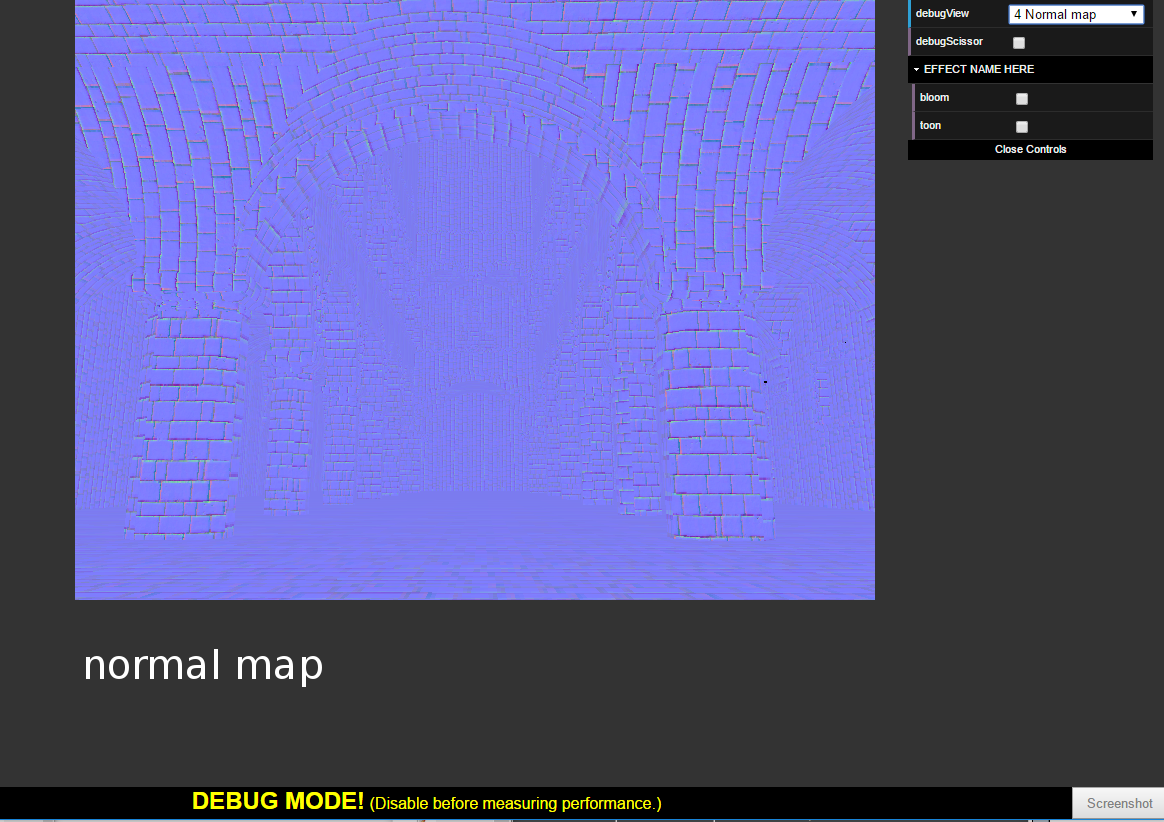 debugView 4 Normal map
debugScissor
EFFECT NAME HERE
bloom
toon
Close Controls
normal map
DEBUG MODE! (Disable before measuring performance.)
Screenshot